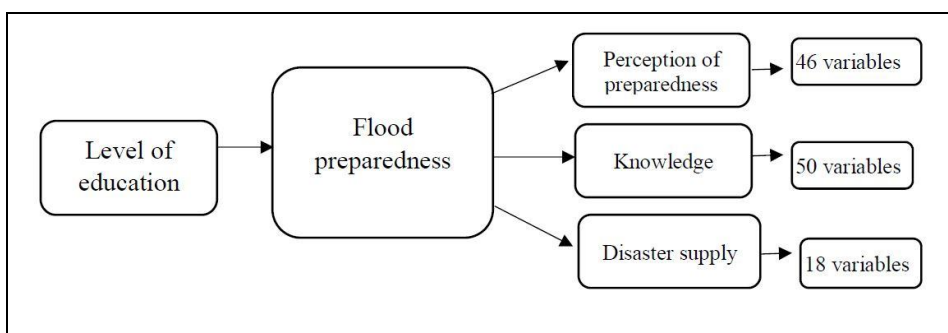 Level of
education
Flood
preparedness
Perception of
preparedness
46 variables
Knowledge
50 variables
Disaster supply
18 variables